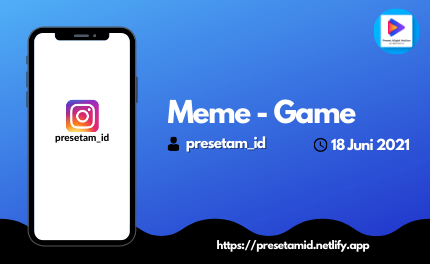 presetam_id
Meme - Game
presetam_id
18 Juni 2021
https://presetamid.netlify.app